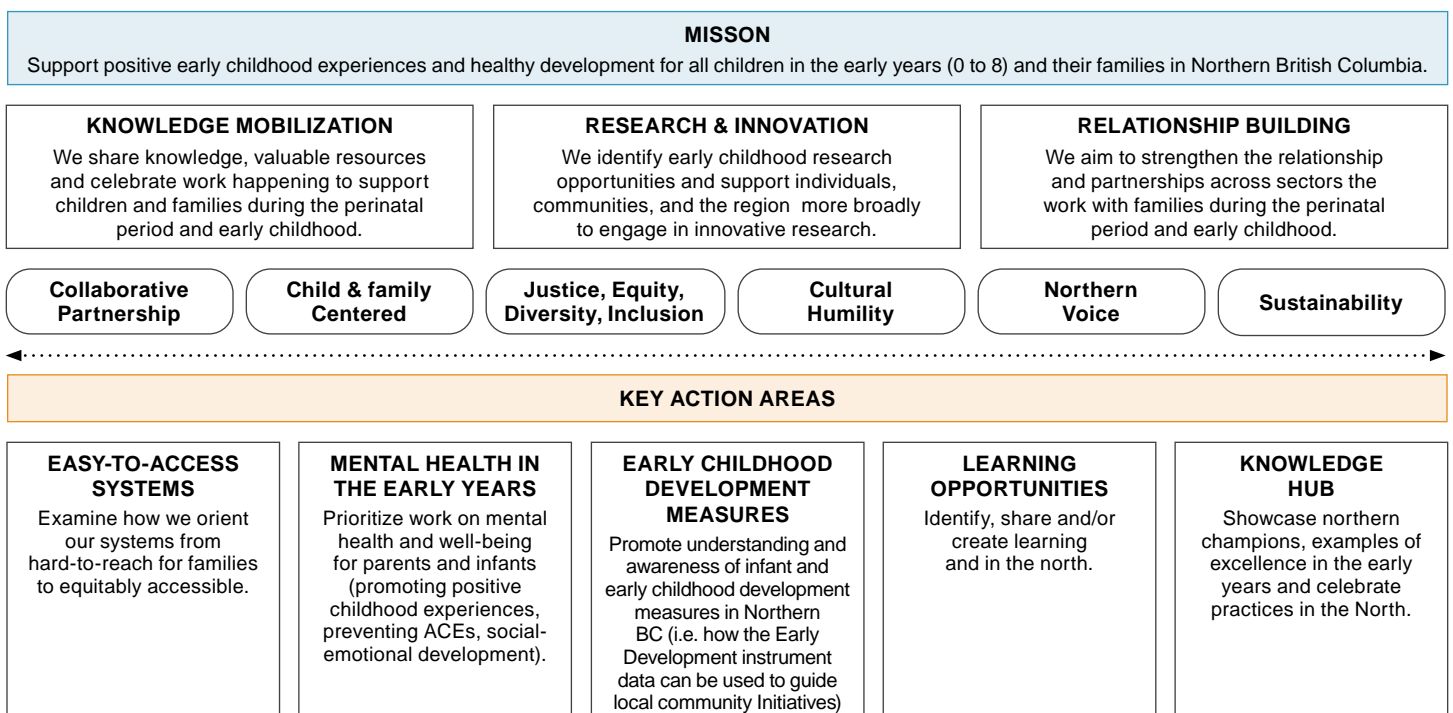 MISSON
Support positive early childhood experiences and healthy development for all children in the early years (0 to 8) and their families in Northern British Columbia.
KNOWLEDGE MOBILIZATION
We share knowledge, valuable resources
and celebrate work happening to support
children and families during the perinatal
period and early childhood.
RESEARCH & INNOVATION
We identify early childhood research
opportunities and support individuals,
communities, and the region more broadly
to engage in innovative research.
RELATIONSHIP BUILDING
We aim to strengthen the relationship
and partnerships across sectors the
work with families during the perinatal
period and early childhood.
Collaborative
Partnership
Child & family
Centered
Justice, Equity,
Diversity, Inclusion
Cultural
Humility
Northern
Voice
Sustainability
KEY ACTION AREAS
EASY-TO-ACCESS
SYSTEMS
Examine how we orient
our systems from
hard-to-reach for families
to equitably accessible.
MENTAL HEALTH IN
THE EARLY YEARS
Prioritize work on mental
health and well-being
for parents and infants
(promoting positive
childhood experiences,
preventing ACEs, social-
emotional development).
EARLY CHILDHOOD
DEVELOPMENT
MEASURES
Promote understanding and
awareness of infant and
early childhood development
measures in Northern
BC (i.e. how the Early
Development instrument
data can be used to guide
local community Initiatives)
LEARNING
OPPORTUNITIES
Identify, share and/or
create learning
and in the north.
KNOWLEDGE
HUB
Showcase northern
champions, examples of
excellence in the early
years and celebrate
practices in the North.